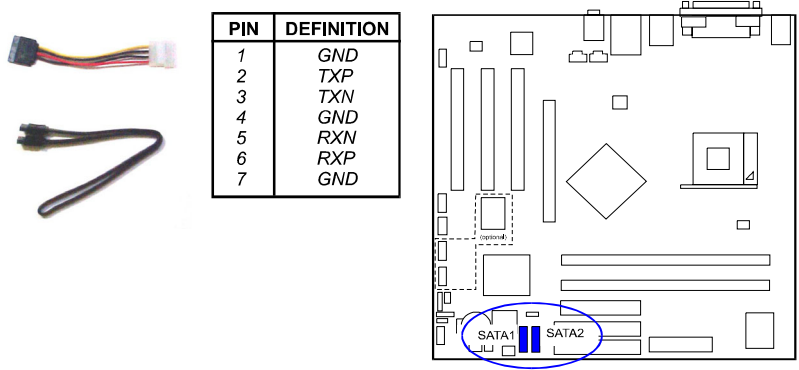 PIN DEFINITION
1 GND
2 TXP
3 TXN
4 GND
5 RXN
6 RXP
7 GND
(optional)
SATA1 SATA2